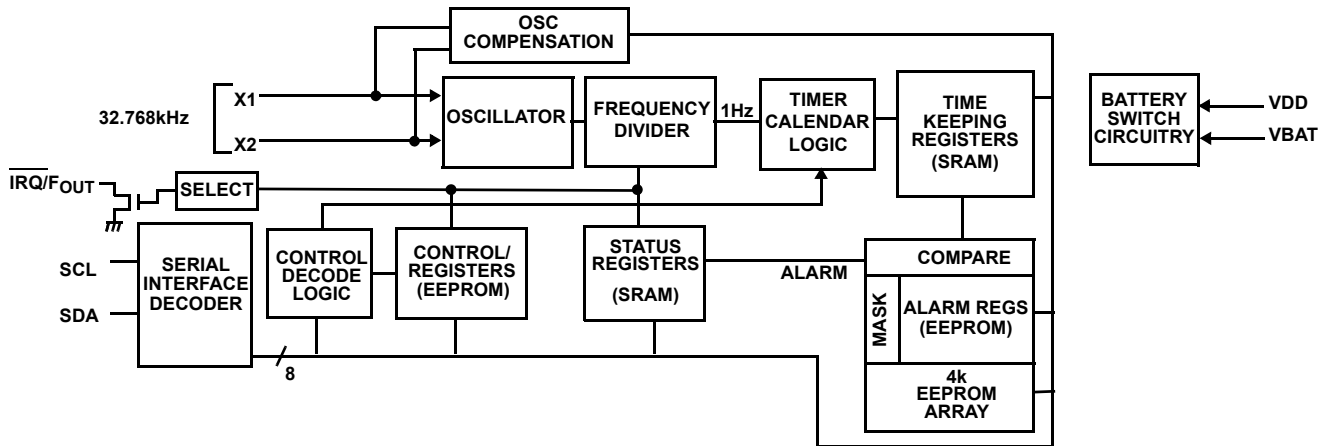 OSC
COMPENSATION
32.768kHz
X1
X2
OSCILLATOR
FREQUENCY
DIVIDER
1Hz
TIMER
CALENDAR
LOGIC
TIME
KEEPING
REGISTERS
(SRAM)
BATTERY
SWITCH
CIRCUITRY
VDD
VBAT
IRQ/FOUT
SELECT
SCL
SDA
SERIAL
INTERFACE
DECODER
CONTROL
DECODE
LOGIC
CONTROL/
REGISTERS
(EEPROM)
STATUS
REGISTERS
(SRAM)
ALARM
COMPARE
MASK
ALARM REGS
(EEPROM)
4k
EEPROM
ARRAY
8